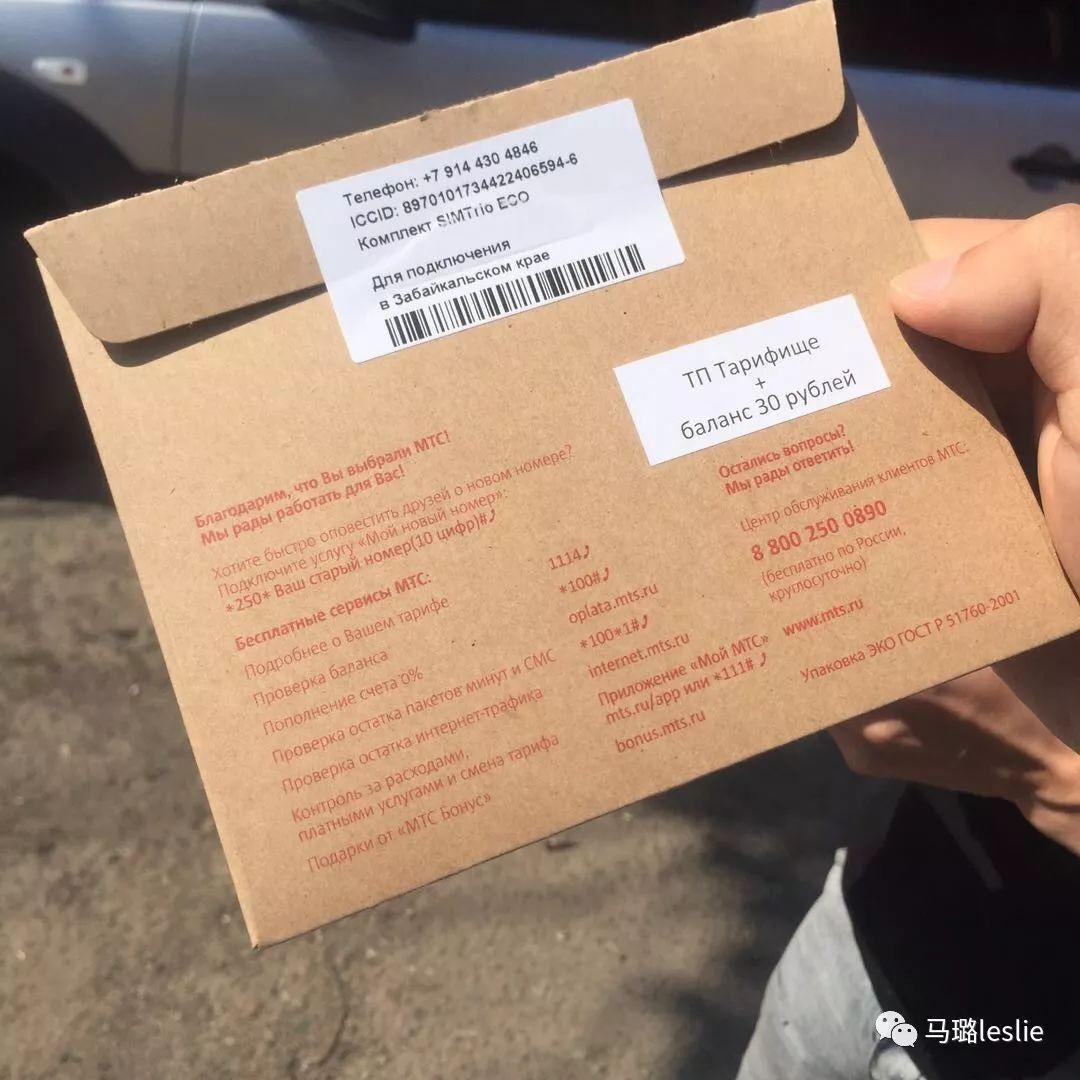 Телефон: +7 914 430 4846
ICCID: 8970101734422406594-6
Комплект SIMTrio ECO
Для подключения
в Забайкальском крае
ТП Тарифище
+
баланс 30 рублей
Благодарим, что Вы выбрали МТС!
Мы рады работать для Вас!
Хотите быстро оповестить друзей о новом номере?
Подключите услугу «Мой новый номер»:
*250* Ваш старый номер(10 цифр)#
Бесплатные сервисы МТС:
Подробнее о Вашем тарифе 1114
Проверка баланса *100#
Пополнение счета 0% oplata.mts.ru
Проверка остатка пакетов минут и СМС *100*1#
Проверка остатка интернет-трафика internet.mts.ru
Контроль за расходами, Приложение «Мой МТС»
платными услугами и смена тарифа mts.ru/app или *111#
Подарки от «МТС Бонус» bonus.mts.ru
Остались вопросы?
Мы рады ответить!
Центр обслуживания клиентов МТС:
8 800 250 0890
(бесплатно по России,
круглосуточно)
www.mts.ru
Упаковка ЭКО ГОСТ Р 51760-2001
马璐leslie